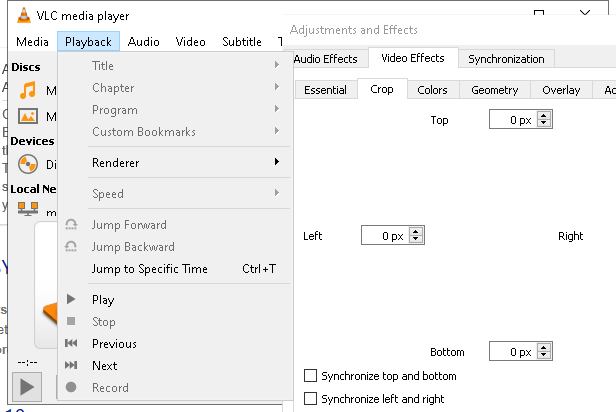 VLC media player
Media Playback Audio Video Subtitle
Adjustments and Effects
Audio Effects Video Effects Synchronization
Essential Crop Colors Geometry Overlay
Discs
Devices
Local Ne
Title
Chapter
Program
Custom Bookmarks
Renderer
Speed
Jump Forward
Jump Backward
Jump to Specific Time Ctrl+T
Play
Stop
Previous
Next
Record
--:--
Top 0 px
Left 0 px Right
Bottom 0 px
Synchronize top and bottom
Synchronize left and right